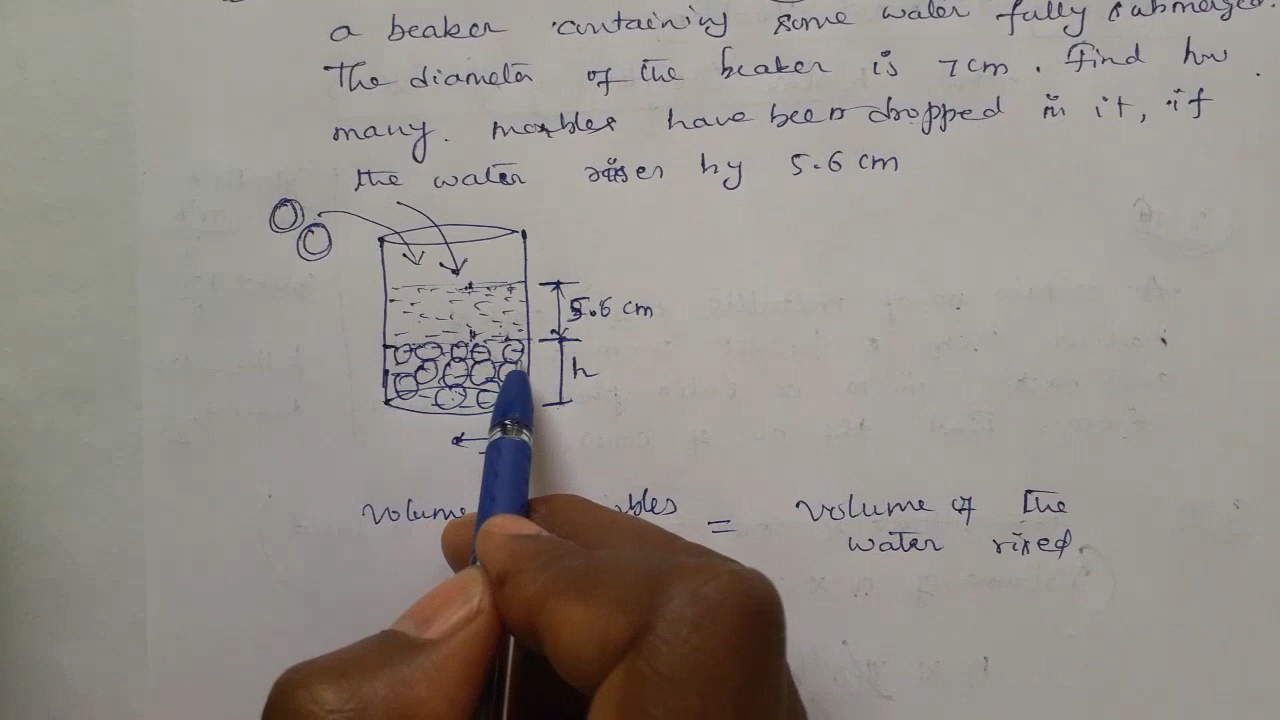 a beaker containing some water fully submerged.
The diameter of the beaker is 7cm. Find how
many. marbles have been dropped in it, if
the water rises by 5.6 cm
5.6 cm
h
volume bles = volume of the
water rised.